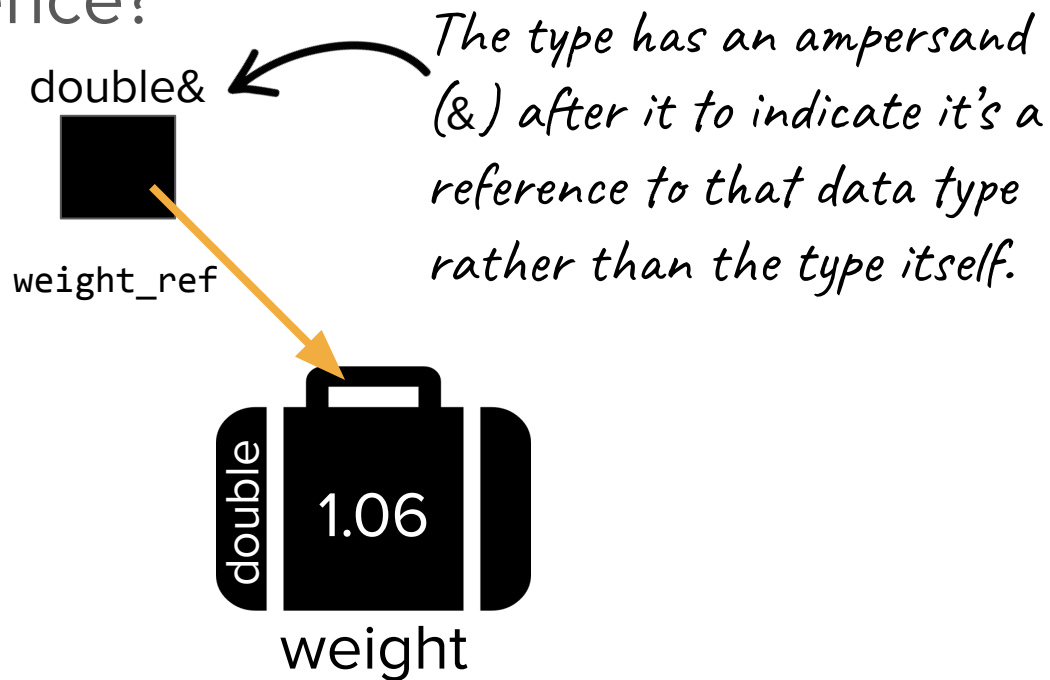 ence?
The type has an ampersand
(&) after it to indicate it's a
reference to that data type
rather than the type itself.
double&
weight_ref
double
1.06
weight